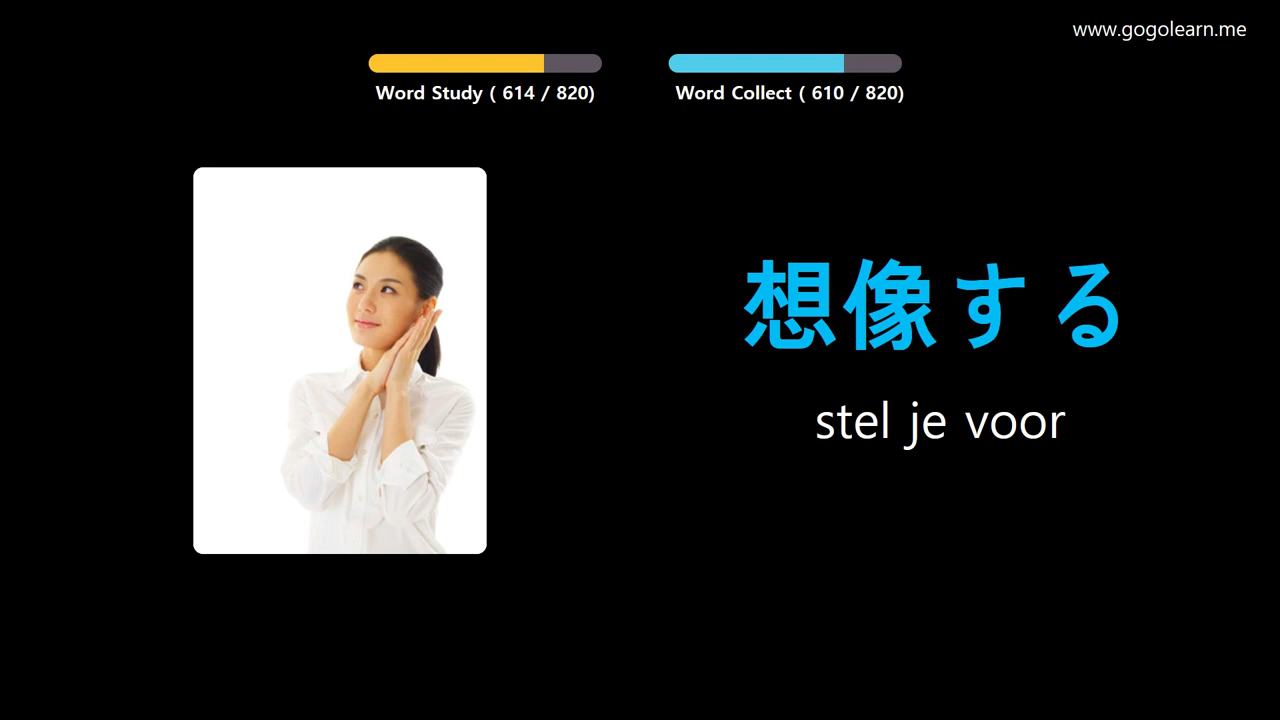 www.gogolearn.me
Word Study ( 614 / 820)
Word Collect ( 610 / 820)
想像する
stel je voor